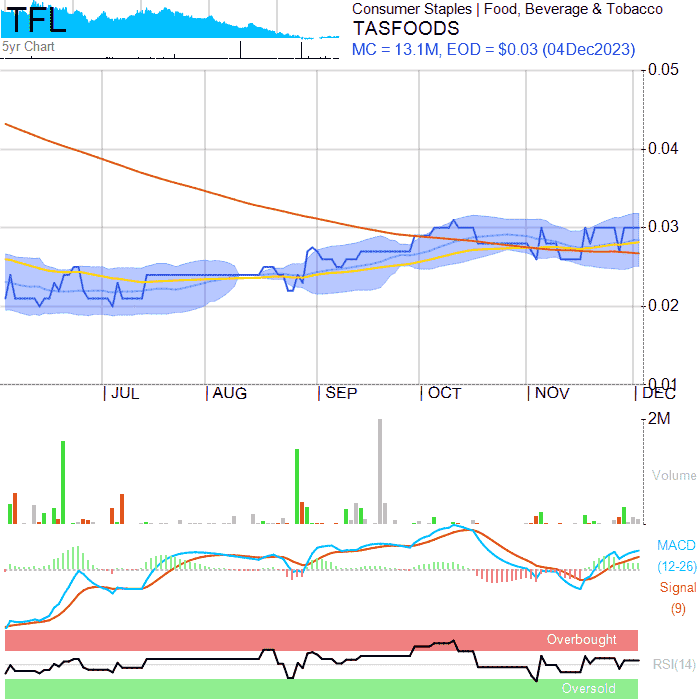 TFL
5yr Chart
Consumer Staples | Food, Beverage & Tobacco
TASFOODS
MC = 13.1M, EOD = $0.03 (04Dec2023)
0.05
0.04
0.03
0.02
0.01
JUL AUG SEP OCT NOV DEC
2M
Volume
MACD
(12-26)
Signal
(9)
Overbought
RSI(14)
Oversold